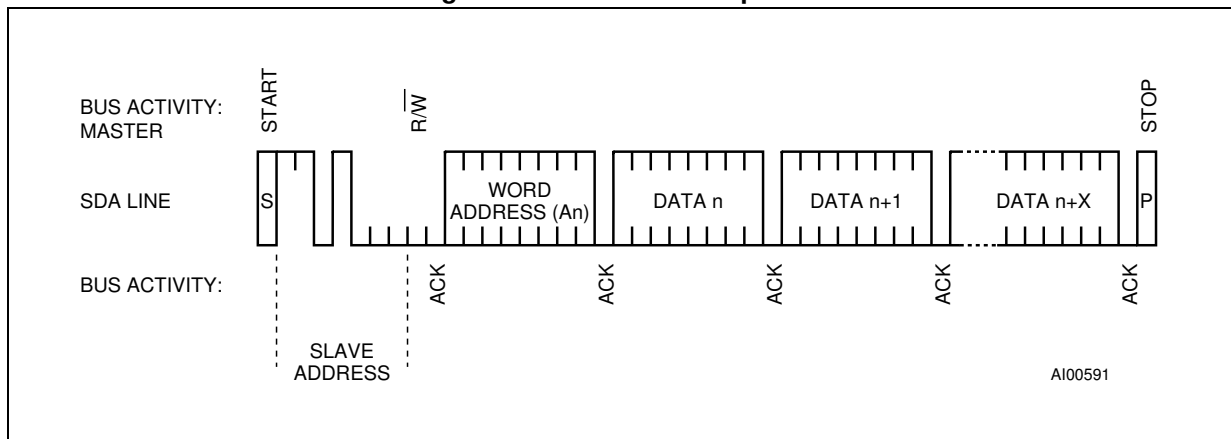 BUS ACTIVITY:
MASTER
START
R/W
STOP
SDA LINE
S
WORD
ADDRESS (An)
DATA n
DATA n+1
DATA n+X
P
BUS ACTIVITY:
ACK
ACK
ACK
ACK
ACK
SLAVE
ADDRESS
AI00591